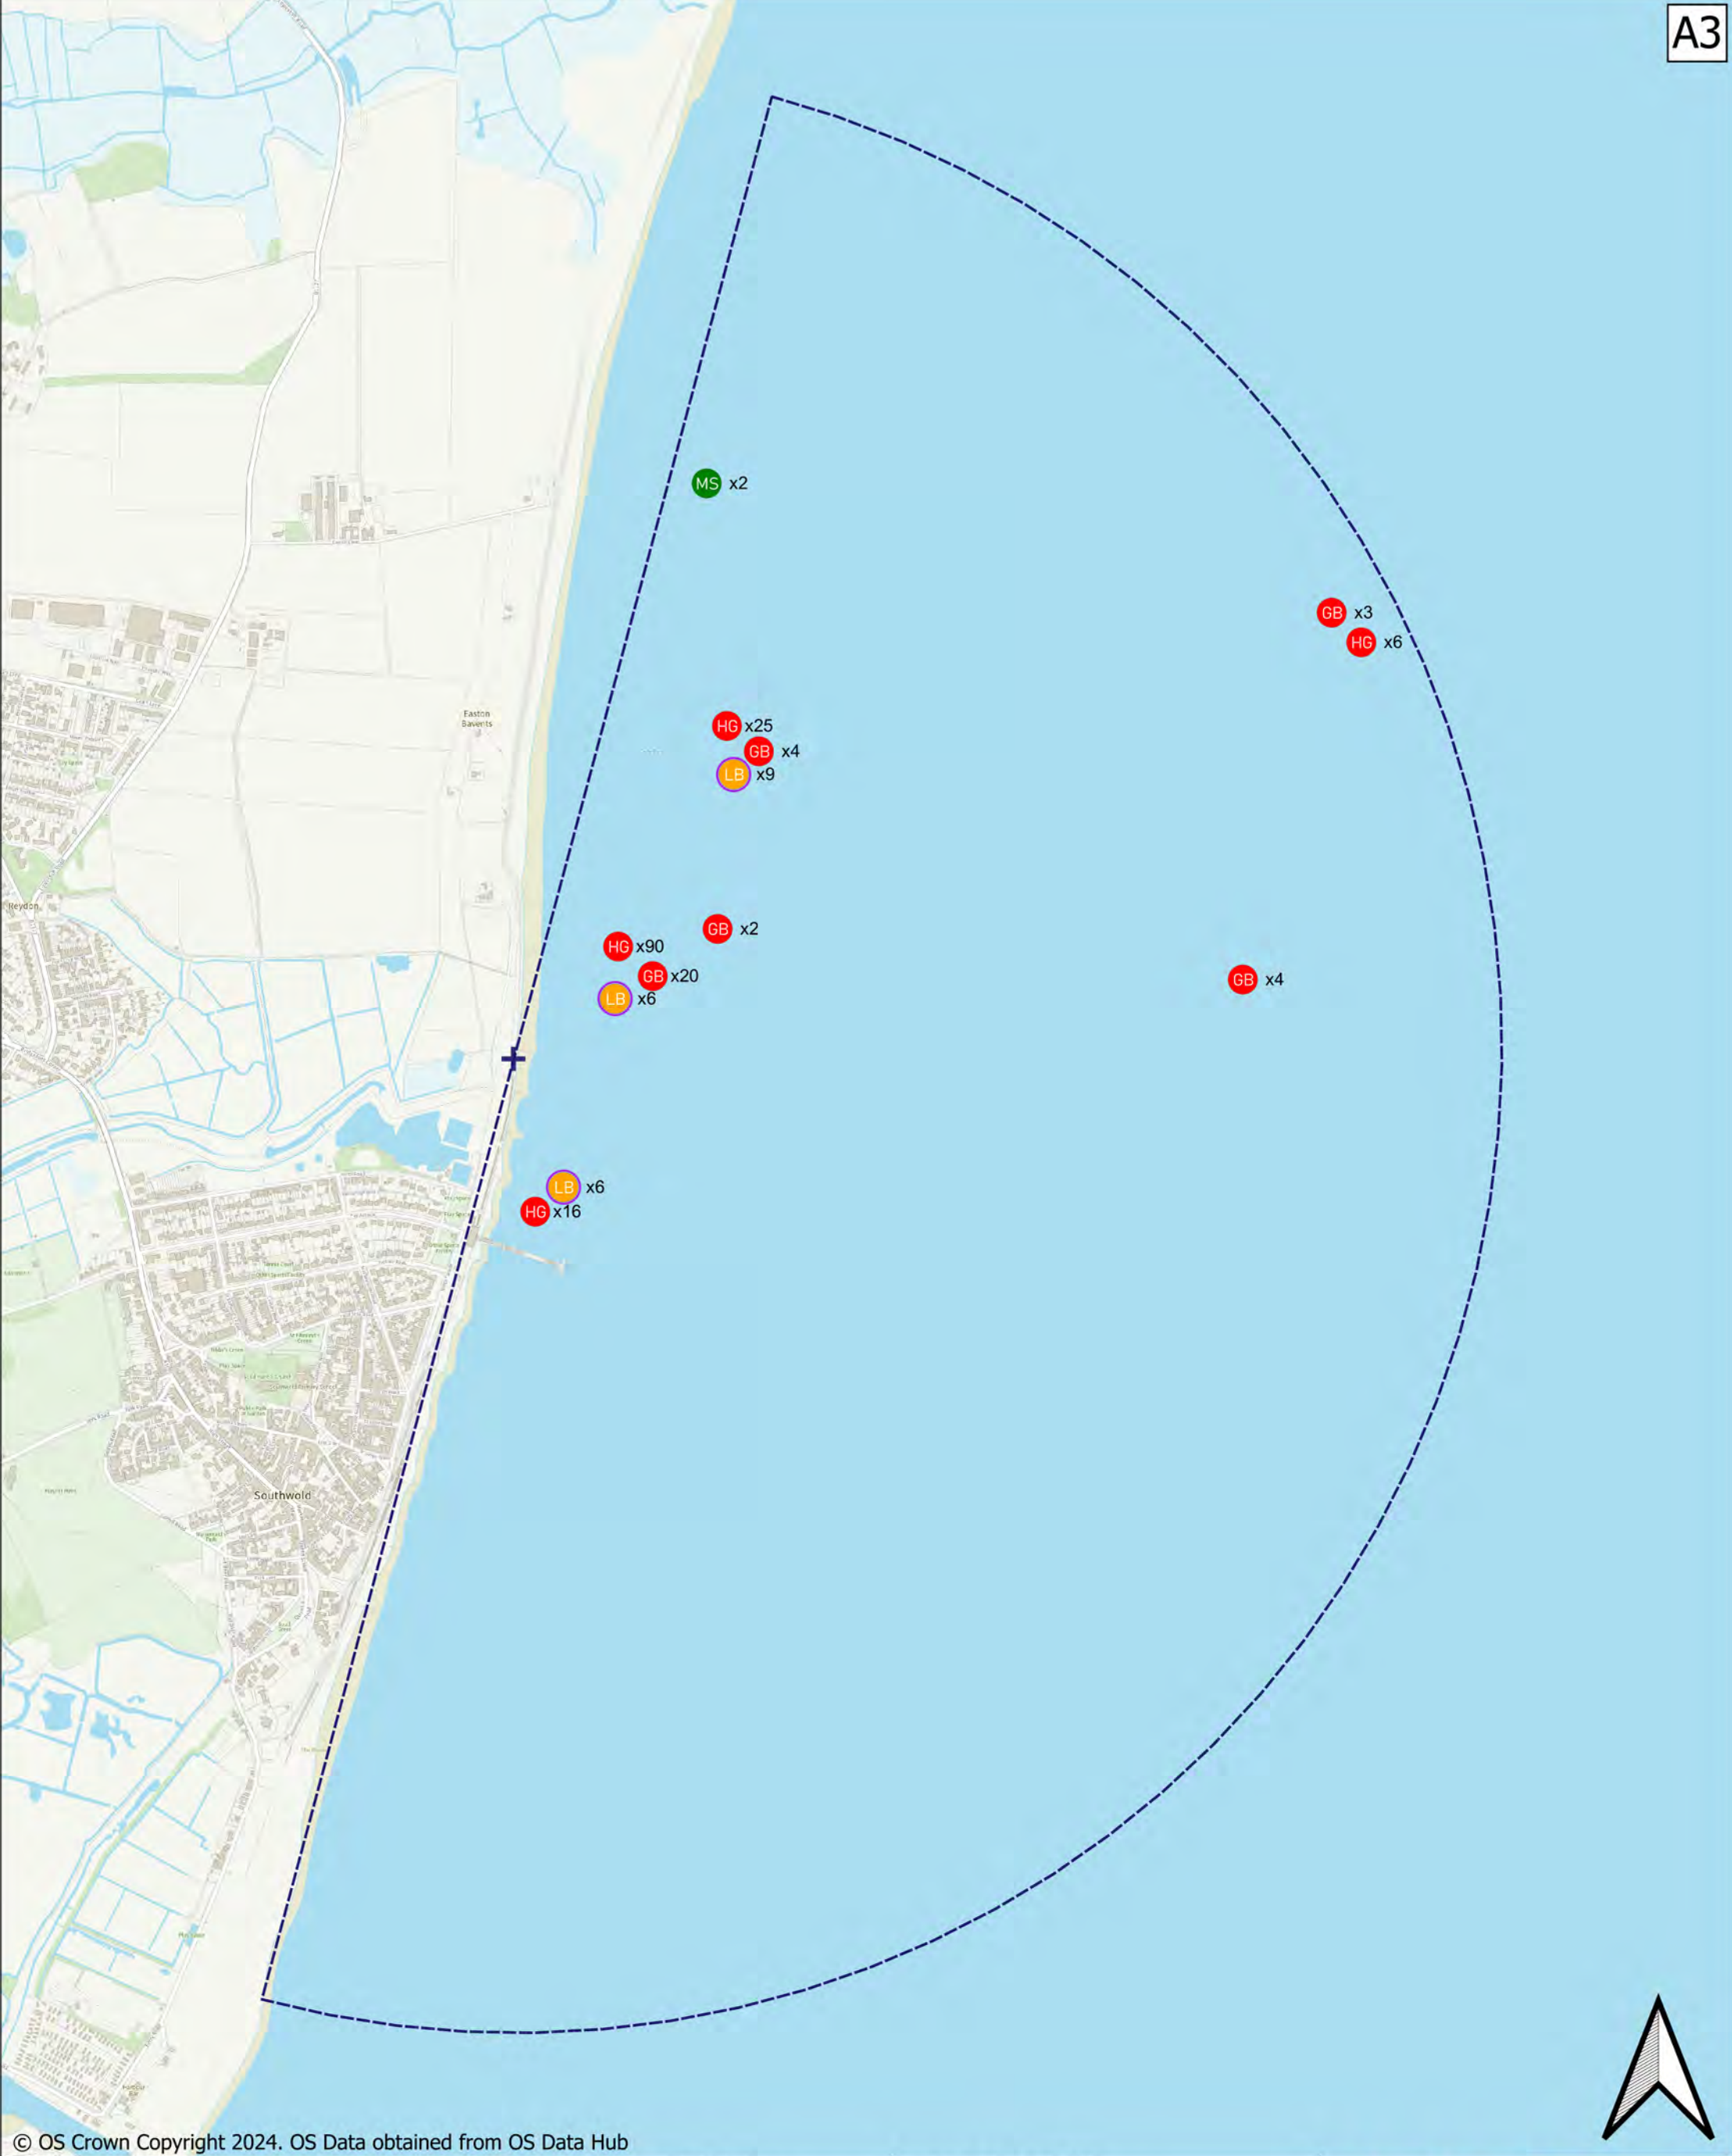 A3
MS x2
GB x3
HG x6
HG x25
Easton
Bavents
GB x4
LB x9
Reydon
GB x2
HG x90
GB x20
GB x4
LB x6
LB x6
HG x16
Southwold
© OS Crown Copyright 2024. OS Data obtained from OS Data Hub